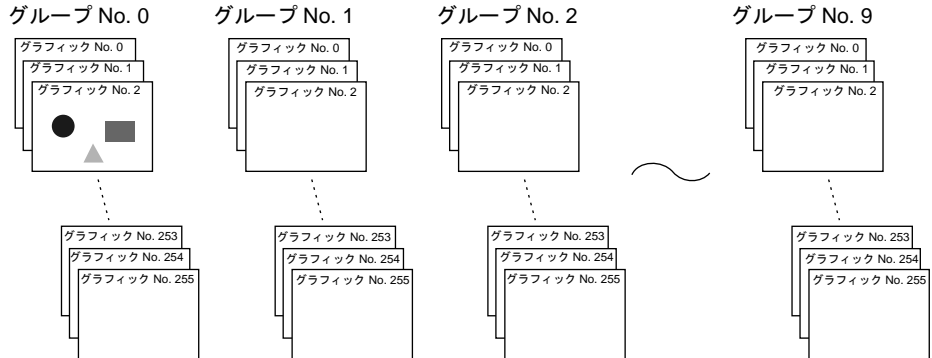 グループ No. 0
グラフィック No. 0
グラフィック No. 1
グラフィック No. 2
グラフィック No. 253
グラフィック No. 254
グラフィック No. 255
グループ No. 1
グラフィック No. 0
グラフィック No. 1
グラフィック No. 2
グラフィック No. 253
グラフィック No. 254
グラフィック No. 255
グループ No. 2
グラフィック No. 0
グラフィック No. 1
グラフィック No. 2
グラフィック No. 253
グラフィック No. 254
グラフィック No. 255
グループ No. 9
グラフィック No. 0
グラフィック No. 1
グラフィック No. 2
グラフィック No. 253
グラフィック No. 254
グラフィック No. 255